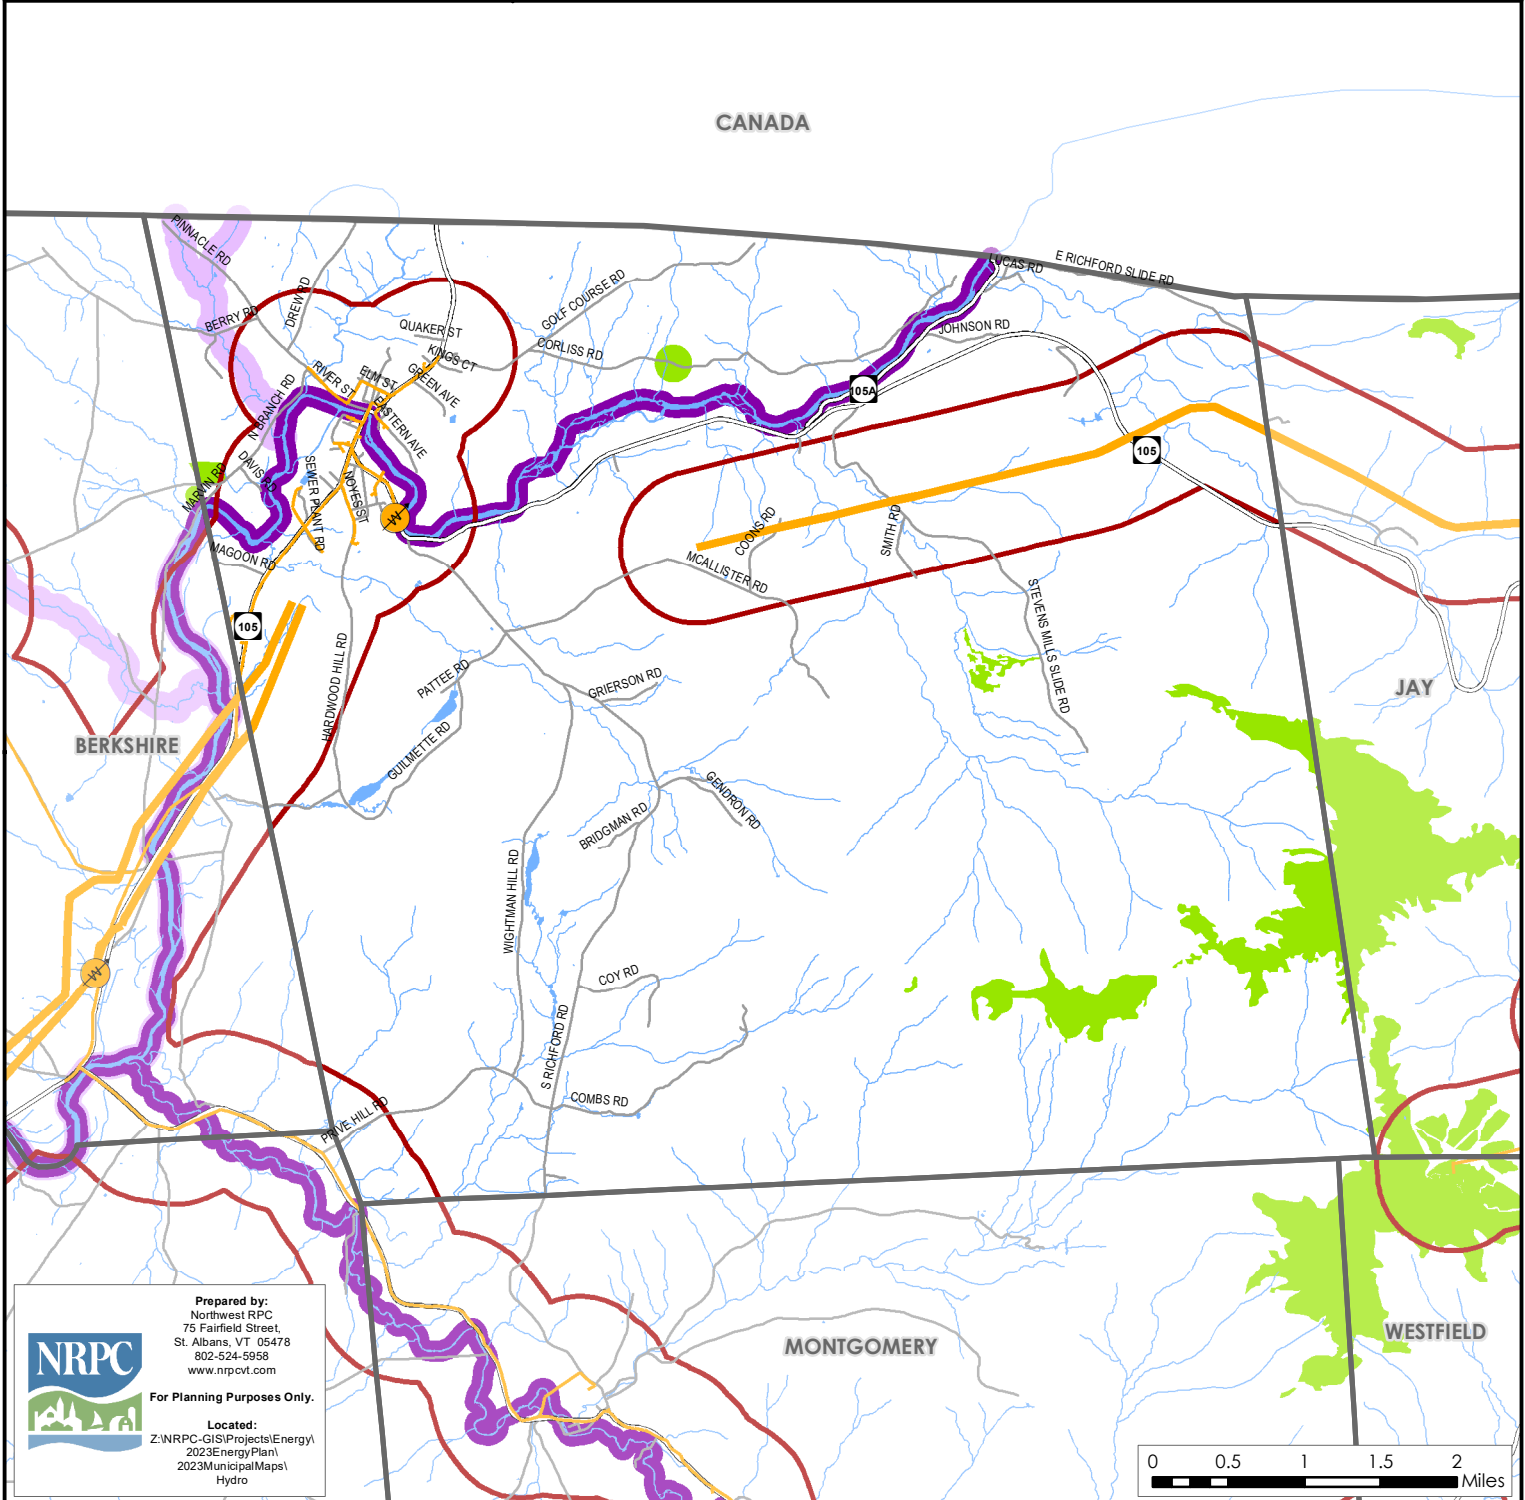 CANADA
PINNACLE RD
LUCAS RD
E RICHFORD SLIDE RD
DREW RD
BERRY RD
GOLF COURSE RD
QUAKER ST
JOHNSON RD
KINGS CT
CORLISS RD
RIVER ST
ELM ST
GREEN AVE
105A
N BRANCH RD
EASTERN AVE
105
DAVIS RD
MARVIN RD
SEWER PLANT RD
NOYES ST
W
COONS RD
SMITH RD
MAGOON RD
MCALLISTER RD
STEVENS MILLS SLIDE RD
105
HARDWOOD HILL RD
PATTEE RD
GRIERSON RD
JAY
BERKSHIRE
GUILMETTE RD
GENDRON RD
BRIDGMAN RD
WIGHTMAN HILL RD
W
COY RD
S RICHFORD RD
COMBS RD
PRIVE HILL RD
MONTGOMERY
WESTFIELD
NRPC
Prepared by:
Northwest RPC
75 Fairfield Street,
St. Albans, VT 05478
802-524-5958
www.nrpcvt.com
For Planning Purposes Only.
Located:
Z:\NRPC-GIS\Projects\Energy\
2023EnergyPlan\
2023MunicipalMaps\
Hydro
0 0.5 1 1.5 2
Miles